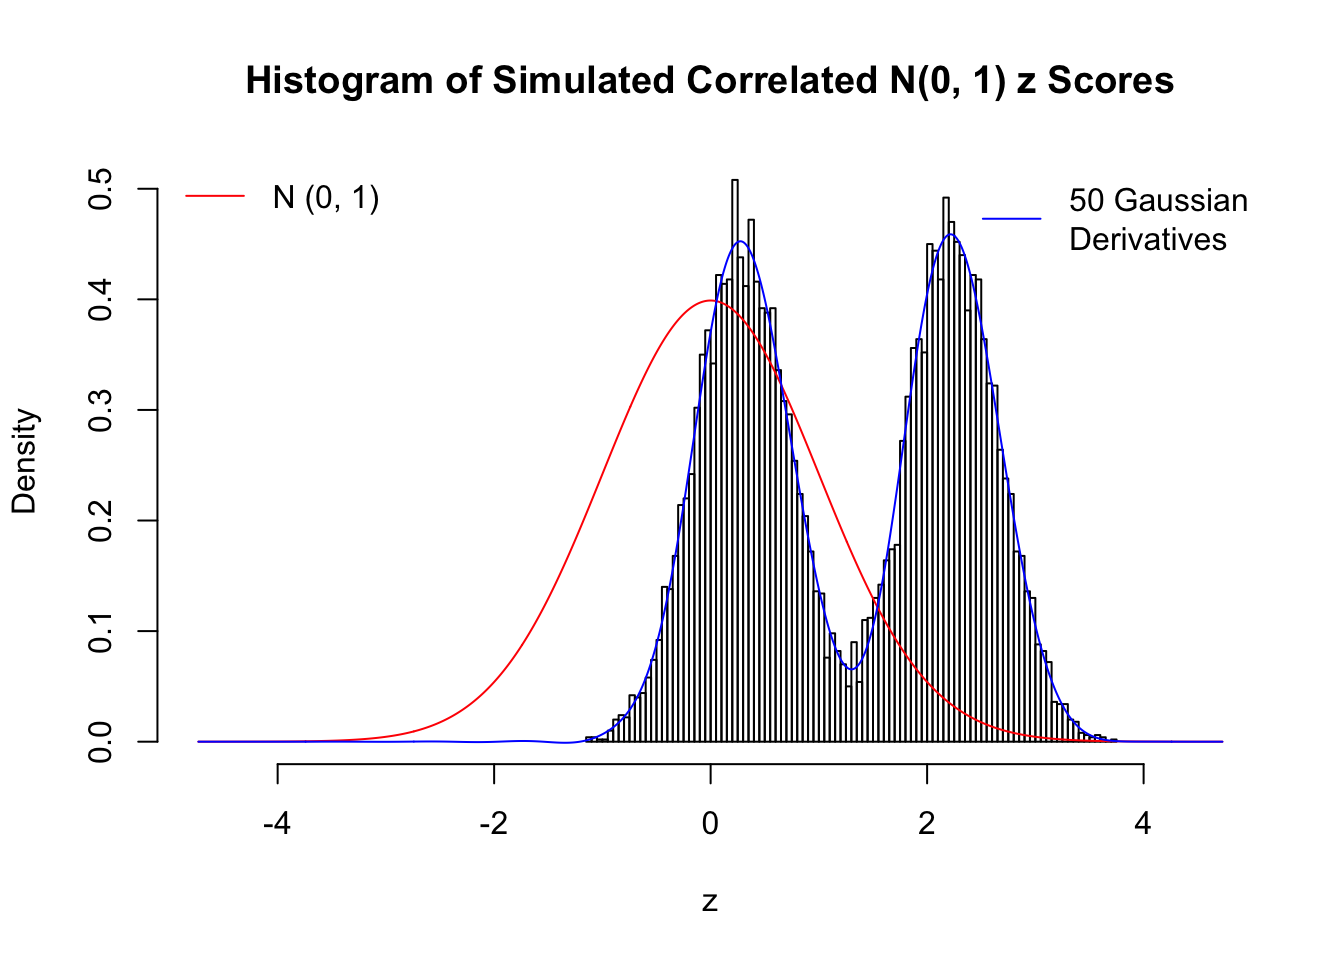 Histogram of Simulated Correlated N(0, 1) z Scores
N (0, 1)
50 Gaussian
Derivatives
Density
0.5
0.4
0.3
0.2
0.1
0.0
-4
-2
0
2
4
z